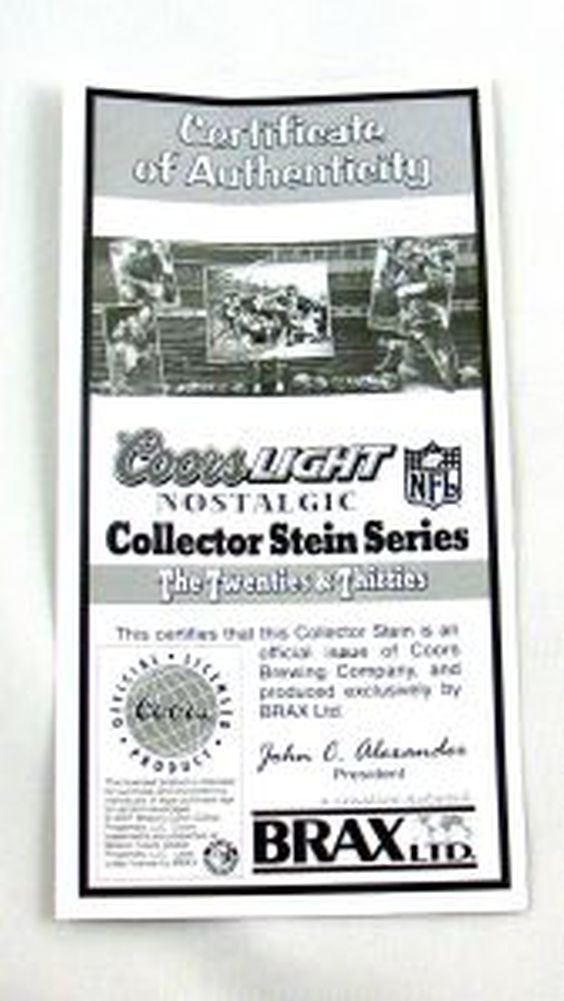 Certificate
of Authenticity
Coors LIGHT
NFL
NOSTALGIC
Collector Stein Series
The Twenties & Thirties
This certifies that this Collector Stein is an
official issue of Coors
Brewing Company, and
produced exclusively by
BRAX Ltd.
OFFICIAL • LICENSED • PRODUCT •
Coors
John O. Alexander
President
BRAX LTD.